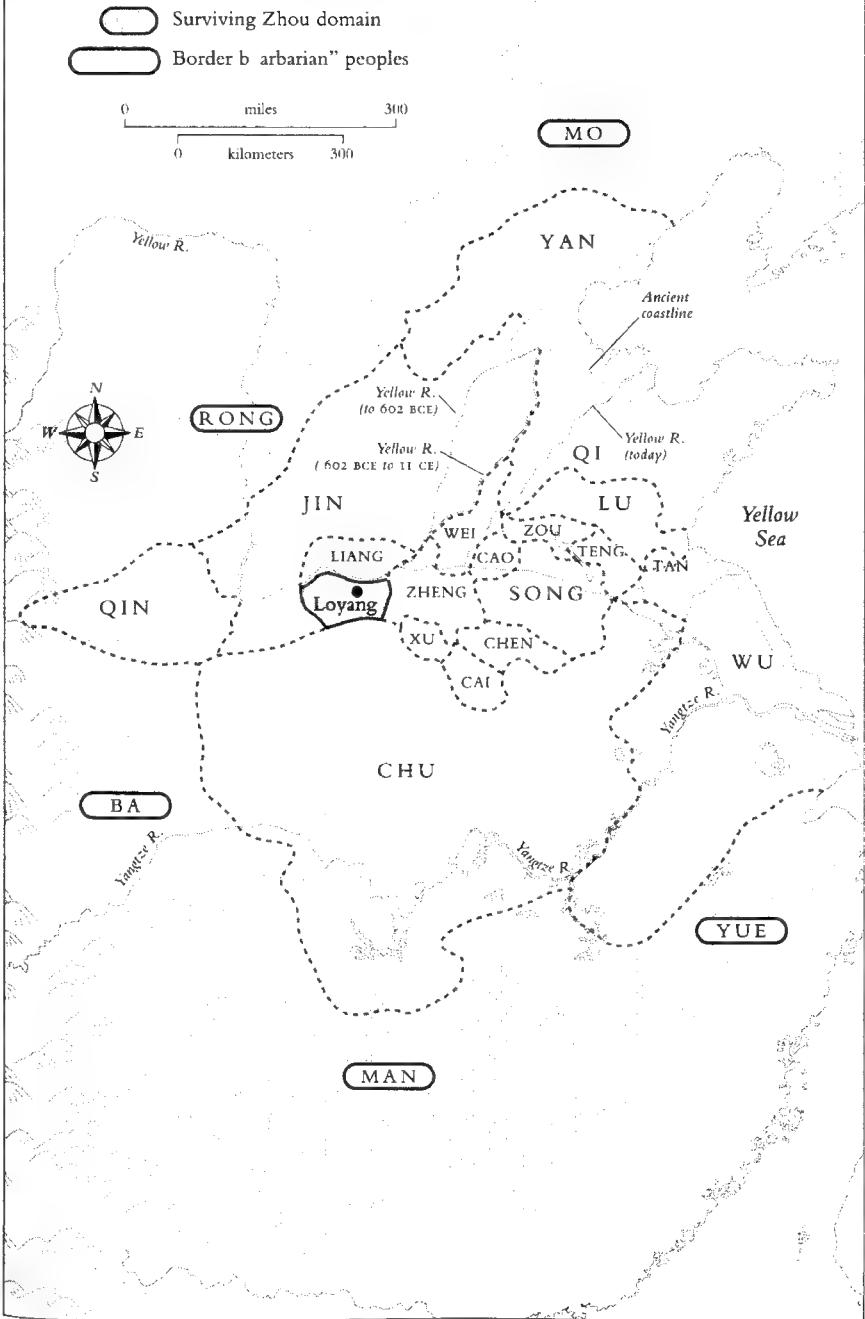 Surviving Zhou domain
Border b arbarian” peoples
0 miles 300
0 kilometers 300
MO
YAN
Yellow R.
Ancient
coastline
N
W E
S
RONG
Yellow R.
(to 602 BCE)
Yellow R.
( 602 BCE to 11 CE)
Yellow R.
(today)
QI
JIN
LU
Yellow
Sea
WEI
ZOU
LIANG
CAO
TENG
TAN
QIN
Loyang
ZHENG
SONG
XU
CHEN
CAI
WU
Yangtze R.
CHU
BA
Yangtze R.
Yangtze R.
YUE
MAN